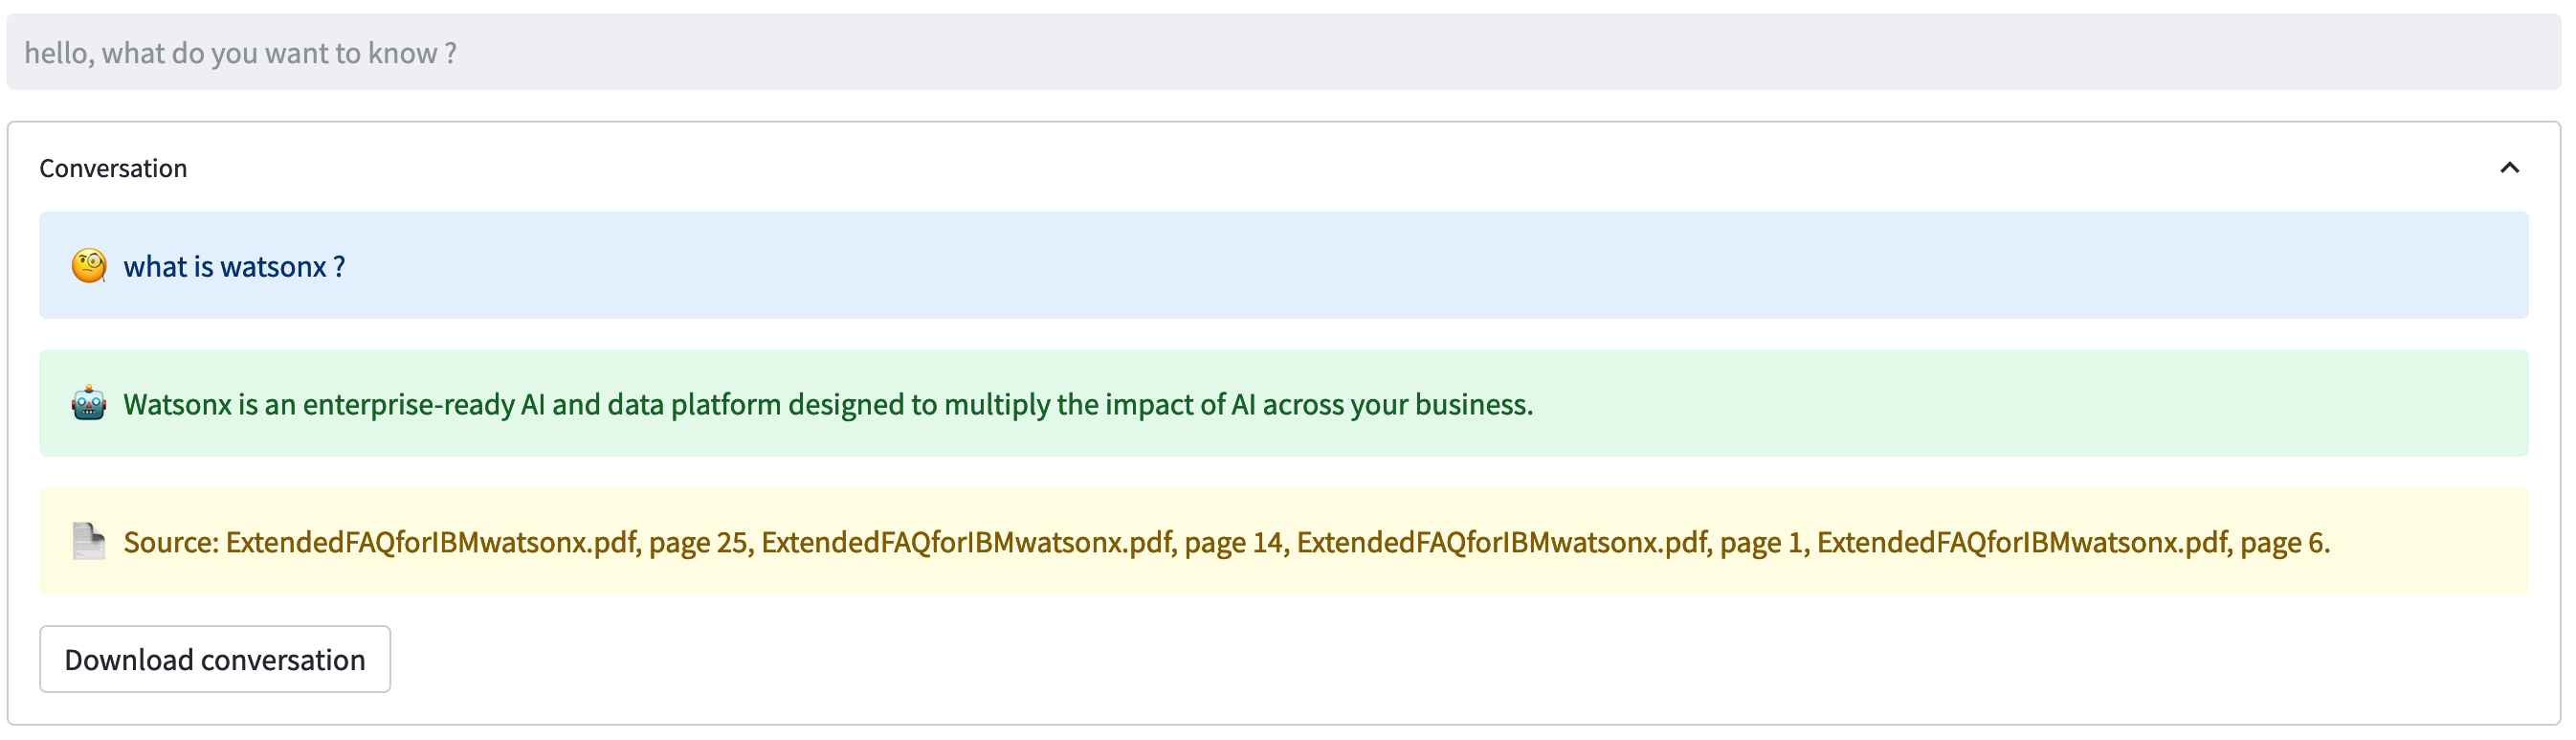 hello, what do you want to know ?
Conversation
what is watsonx ?
Watsonx is an enterprise-ready AI and data platform designed to multiply the impact of AI across your business.
Source: ExtendedFAQforIBMwatsonx.pdf, page 25, ExtendedFAQforIBMwatsonx.pdf, page 14, ExtendedFAQforIBMwatsonx.pdf, page 1, ExtendedFAQforIBMwatsonx.pdf, page 6.
Download conversation